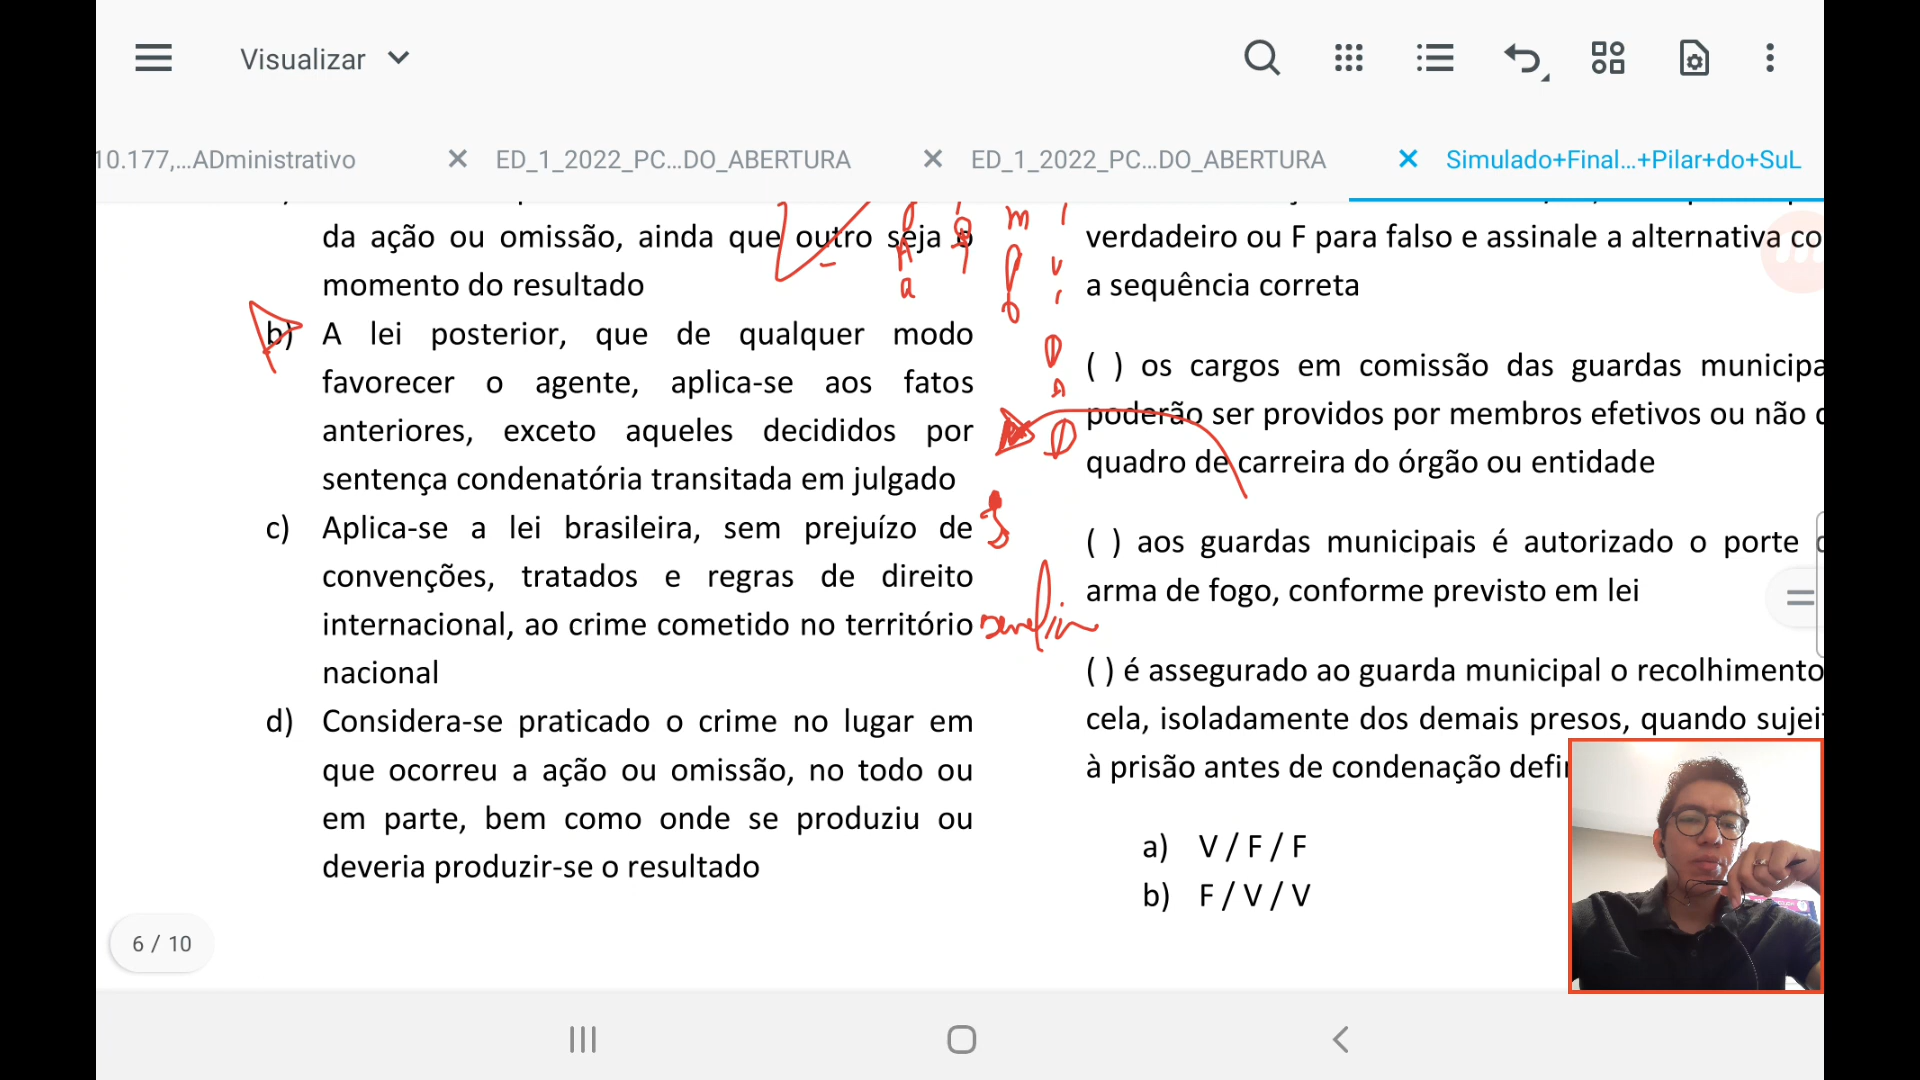 Visualizar
10.177,...ADministrativo
ED_1_2022_PC...DO_ABERTURA
ED_1_2022_PC...DO_ABERTURA
Simulado+Final...+Pilar+do+SuL
da ação ou omissão, ainda que outro seja o
momento do resultado
b) A lei posterior, que de qualquer modo
favorecer o agente, aplica-se aos fatos
anteriores, exceto aqueles decididos por
sentença condenatória transitada em julgado
c) Aplica-se a lei brasileira, sem prejuízo de
convenções, tratados e regras de direito
internacional, ao crime cometido no território
nacional
d) Considera-se praticado o crime no lugar em
que ocorreu a ação ou omissão, no todo ou
em parte, bem como onde se produziu ou
deveria produzir-se o resultado
verdadeiro ou F para falso e assinale a alternativa co
a sequência correta
( ) os cargos em comissão das guardas municipa
poderão ser providos por membros efetivos ou não d
quadro de carreira do órgão ou entidade
( ) aos guardas municipais é autorizado o porte d
arma de fogo, conforme previsto em lei
( ) é assegurado ao guarda municipal o recolhimento
cela, isoladamente dos demais presos, quando sujeit
à prisão antes de condenação defin
a) V / F / F
b) F / V / V
6 / 10